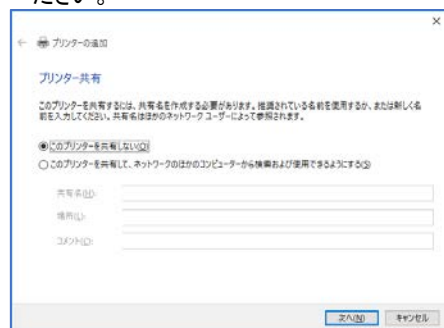 ださい。
プリンターの追加
プリンター共有
このプリンターを共有するには、共有名を作成する必要があります。推奨されている名前を使用するか、または新しく名
前を入力してください。共有名はほかのネットワーク ユーザーによって参照されます。
このプリンターを共有しない(O)
このプリンターを共有して、ネットワークのほかのコンピューターから検索および使用できるようにする(S)
共有名(H):
場所(L):
コメント(C):
次へ(N) キャンセル